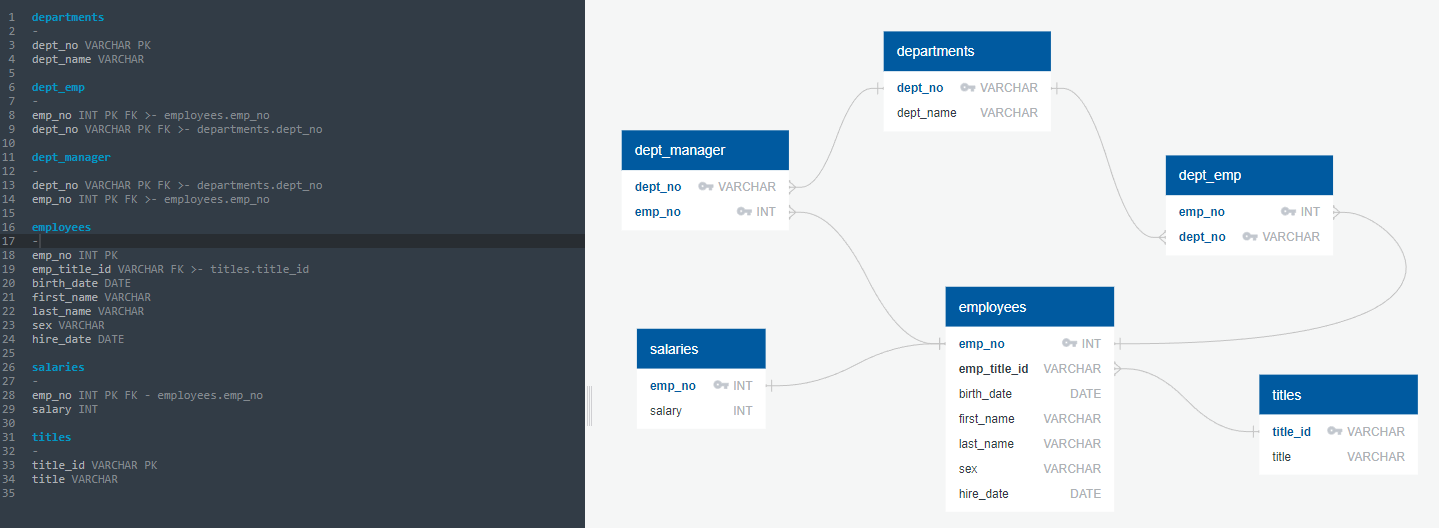 1 departments
2 -
3 dept_no VARCHAR PK
4 dept_name VARCHAR
5
6 dept_emp
7 -
8 emp_no INT PK FK >- employees.emp_no
9 dept_no VARCHAR PK FK >- departments.dept_no
10
11 dept_manager
12 -
13 dept_no VARCHAR PK FK >- departments.dept_no
14 emp_no INT PK FK >- employees.emp_no
15
16 employees
17 -
18 emp_no INT PK
19 emp_title_id VARCHAR FK >- titles.title_id
20 birth_date DATE
21 first_name VARCHAR
22 last_name VARCHAR
23 sex VARCHAR
24 hire_date DATE
25
26 salaries
27 -
28 emp_no INT PK FK - employees.emp_no
29 salary INT
30
31 titles
32 -
33 title_id VARCHAR PK
34 title VARCHAR
35
departments
dept_no VARCHAR
dept_name VARCHAR
dept_manager
dept_no VARCHAR
emp_no INT
dept_emp
emp_no INT
dept_no VARCHAR
employees
emp_no INT
emp_title_id VARCHAR
birth_date DATE
first_name VARCHAR
last_name VARCHAR
sex VARCHAR
hire_date DATE
salaries
emp_no INT
salary INT
titles
title_id VARCHAR
title VARCHAR